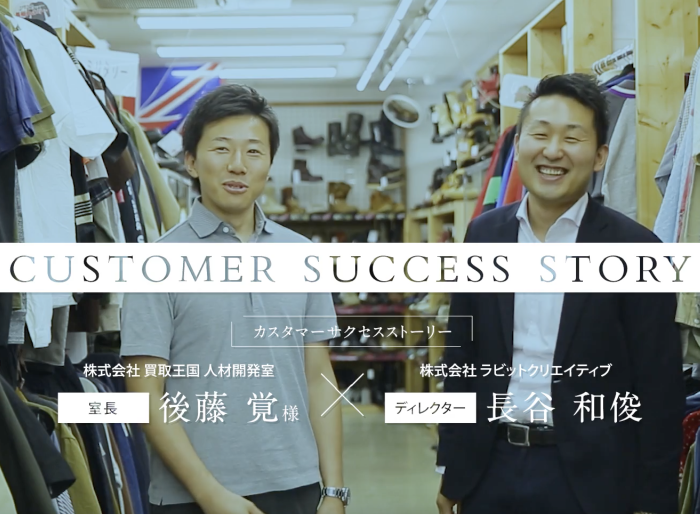 CUSTOMER SUCCESS STORY
カスタマーサクセスストーリー
株式会社 買取王国 人材開発室
室長 後藤 覚様
株式会社 ラビットクリエイティブ
ディレクター 長谷 和俊